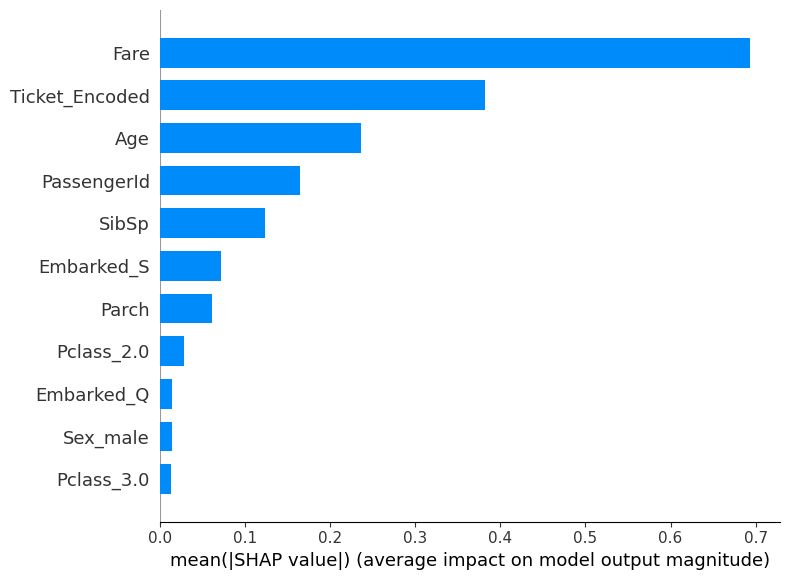 Fare
Ticket_Encoded
Age
PassengerId
SibSp
Embarked_S
Parch
Pclass_2.0
Embarked_Q
Sex_male
Pclass_3.0
0.0 0.1 0.2 0.3 0.4 0.5 0.6 0.7
mean(|SHAP value|) (average impact on model output magnitude)